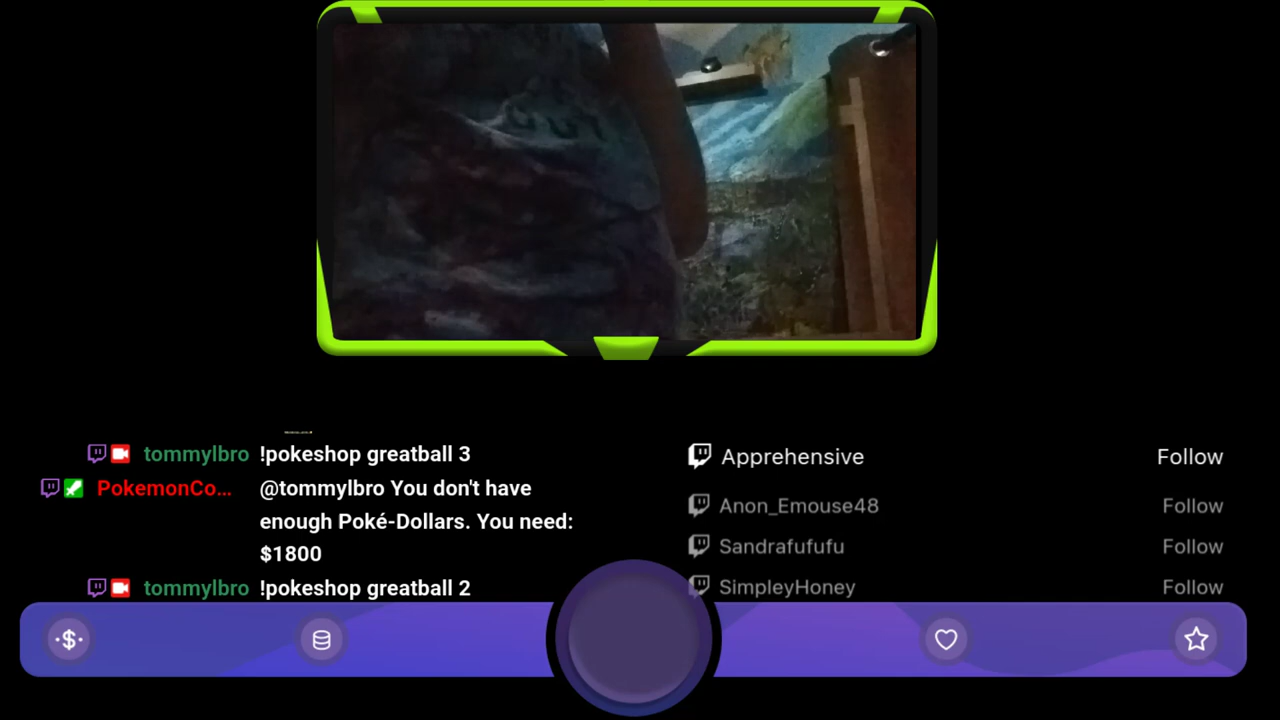 tommylbro !pokeshop greatball 3
PokemonCo... @tommylbro You don't have
enough Poké-Dollars. You need:
$1800
tommylbro !pokeshop greatball 2
Apprehensive Follow
Anon_Emouse48 Follow
Sandrafufufu Follow
SimpleyHoney Follow